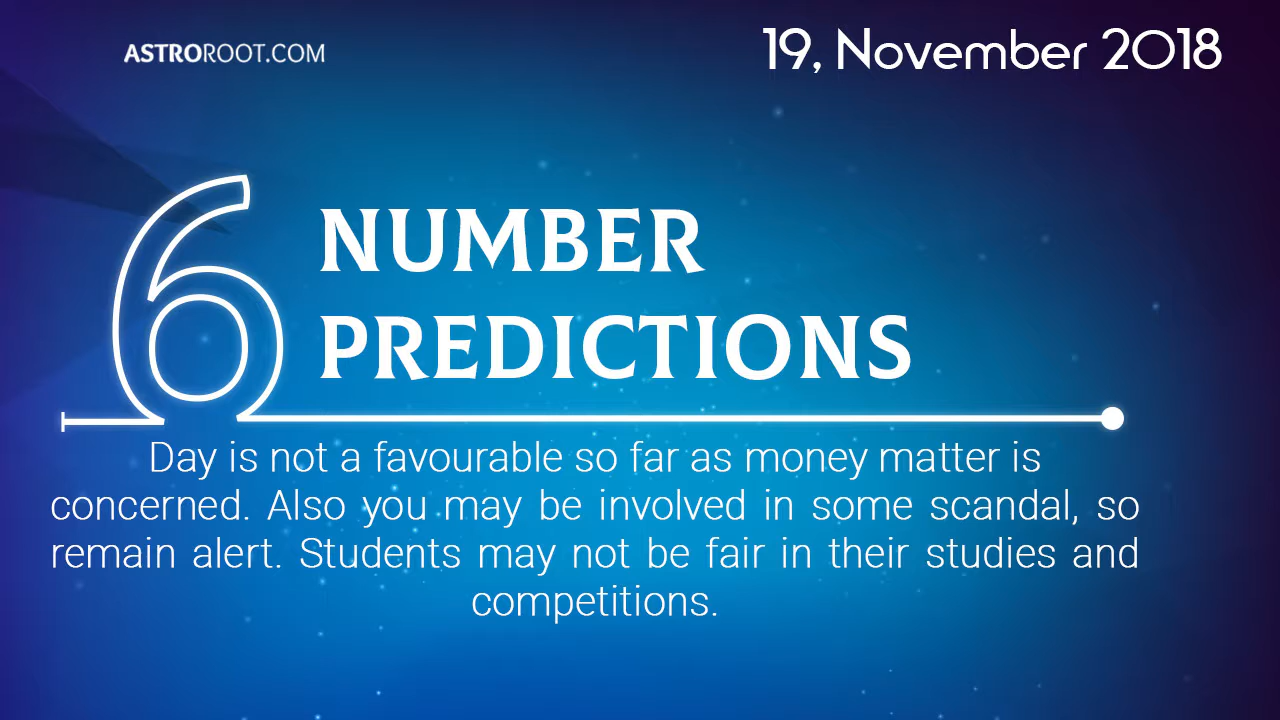 ASTROROOT.COM
19, November 2018
6 NUMBER
PREDICTIONS
Day is not a favourable so far as money matter is
concerned. Also you may be involved in some scandal, so
remain alert. Students may not be fair in their studies and
competitions.